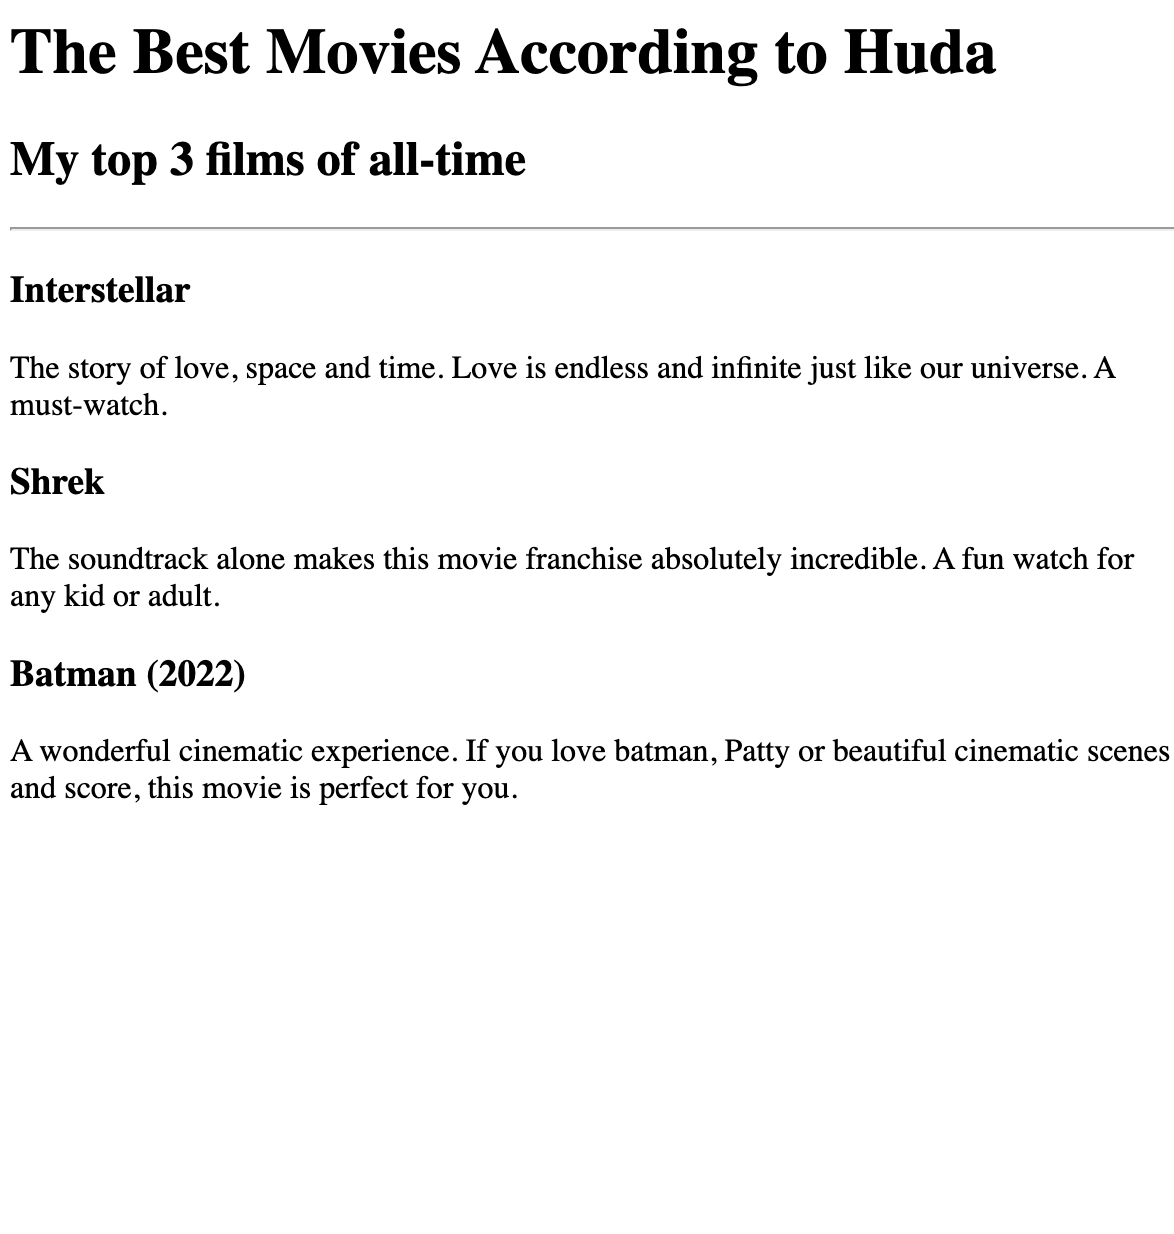 The Best Movies According to Huda
My top 3 films of all-time
Interstellar
The story of love, space and time. Love is endless and infinite just like our universe. A
must-watch.
Shrek
The soundtrack alone makes this movie franchise absolutely incredible. A fun watch for
any kid or adult.
Batman (2022)
A wonderful cinematic experience. If you love batman, Patty or beautiful cinematic scenes
and score, this movie is perfect for you.